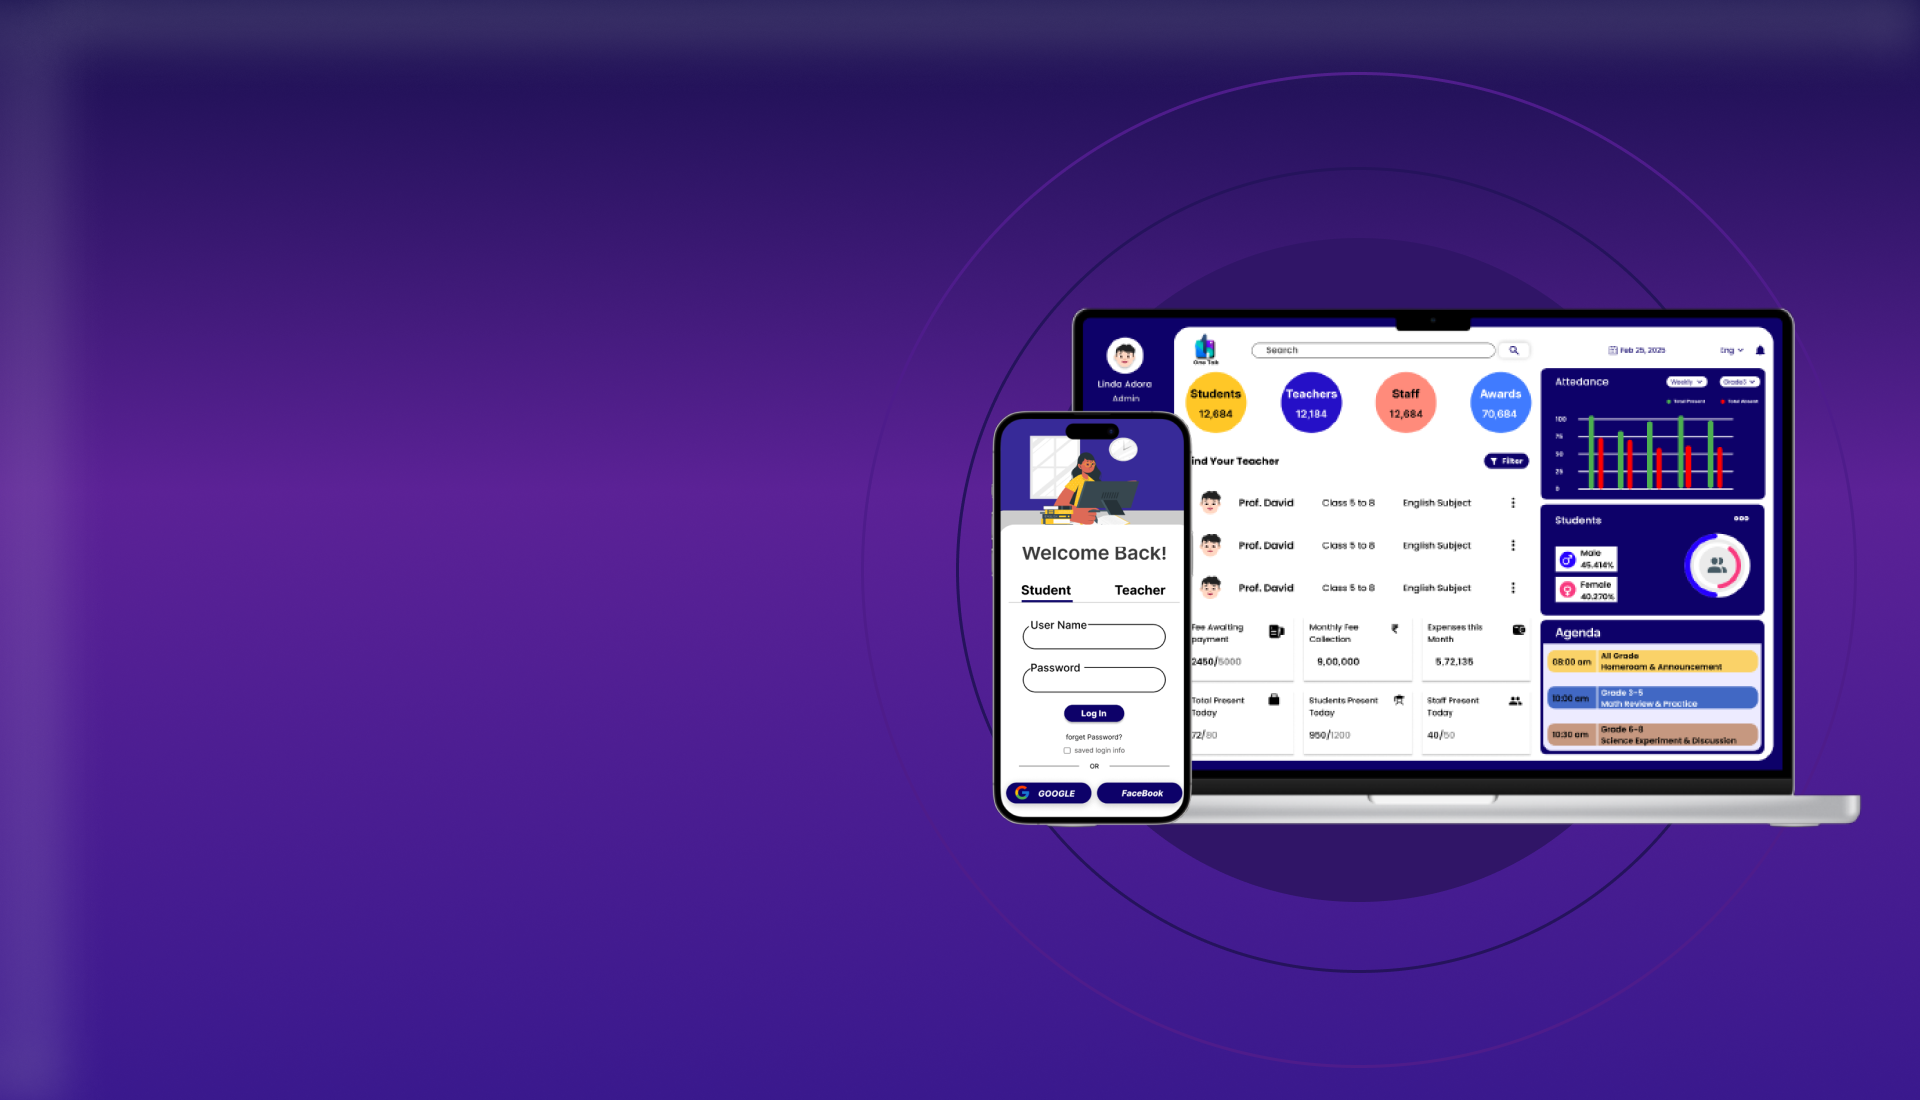 Linda Adora
Admin
One Talk
Search
Feb 25, 2025
Eng
Students
12,684
Teachers
12,184
Staff
12,684
Awards
70,684
ind Your Teacher
Filter
Prof. David
Class 5 to 8
English Subject
Prof. David
Class 5 to 8
English Subject
Prof. David
Class 5 to 8
English Subject
Fee Awaiting
payment
2450/5000
Monthly Fee
Collection
₹
9,00,000
Expenses this
Month
5,72,135
Total Present
Today
72/80
Students Present
Today
950/1200
Staff Present
Today
40/50
Attedance
Weekly
Grade3
Total Present
Total Absent
100
75
50
25
0
Students
Male
45.414%
Female
40.270%
Agenda
08:00 am
All Grade
Homeroom & Announcement
10:00 am
Grade 3-5
Math Review & Practice
10:30 am
Grade 6-8
Science Experiment & Discussion
Welcome Back!
Student
Teacher
User Name
Password
Log In
forget Password?
saved login info
OR
GOOGLE
FaceBook